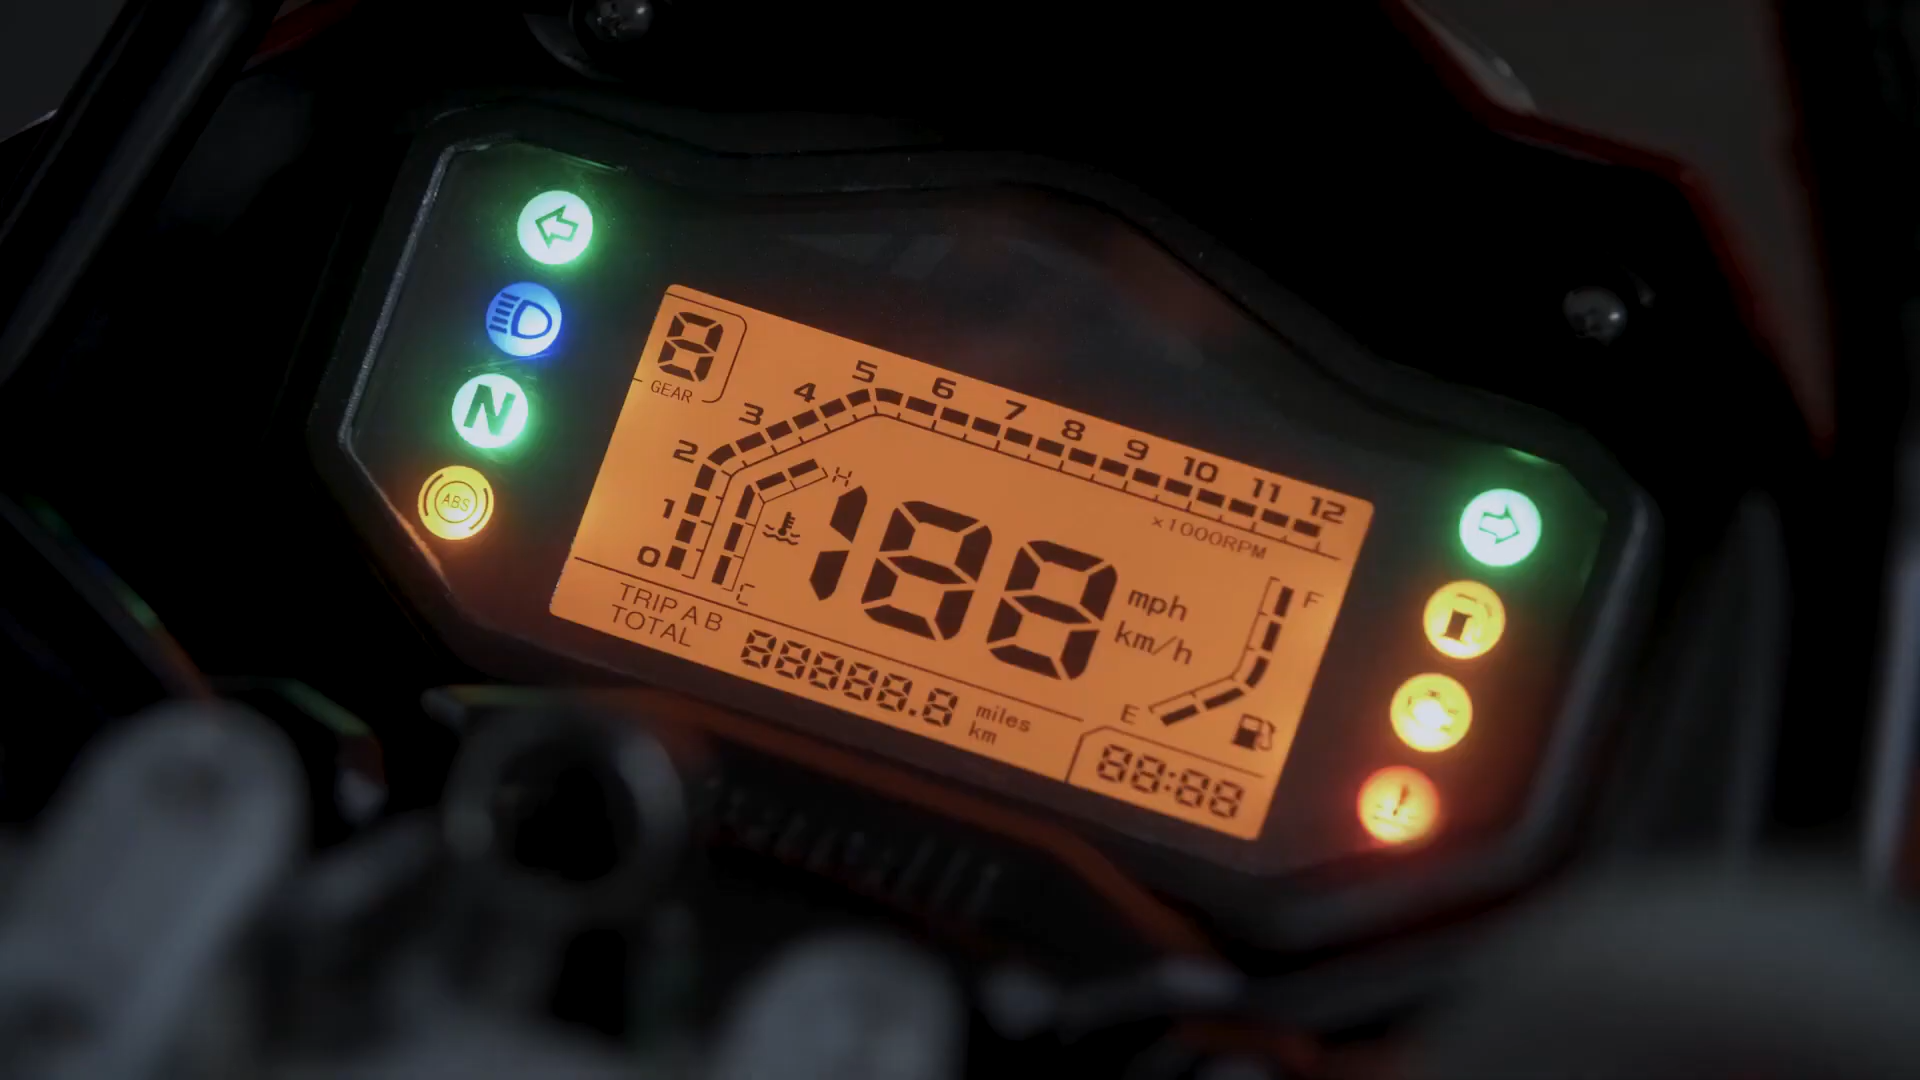 8
GEAR
0 1 2 3 4 5 6 7 8 9 10 11 12
x1000RPM
H
C
188
mph
km/h
N
ABS
TRIP A B
TOTAL
88888.8
miles
km
F
E
88:88